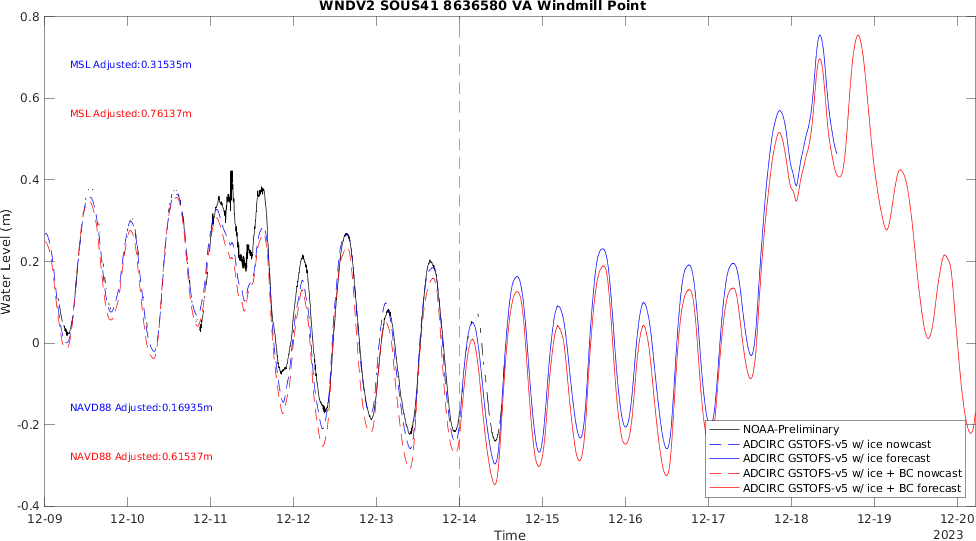 WNDV2 SOUS41 8636580 VA Windmill Point
0.8
0.6
0.4
0.2
0
-0.2
-0.4
Water Level (m)
MSL Adjusted:0.31535m
MSL Adjusted:0.76137m
NAVD88 Adjusted:0.16935m
NAVD88 Adjusted:0.61537m
NOAA-Preliminary
ADCIRC GSTOFS-v5 w/ ice nowcast
ADCIRC GSTOFS-v5 w/ ice forecast
ADCIRC GSTOFS-v5 w/ ice + BC nowcast
ADCIRC GSTOFS-v5 w/ ice + BC forecast
12-09 12-10 12-11 12-12 12-13 12-14 12-15 12-16 12-17 12-18 12-19 12-20
Time
2023